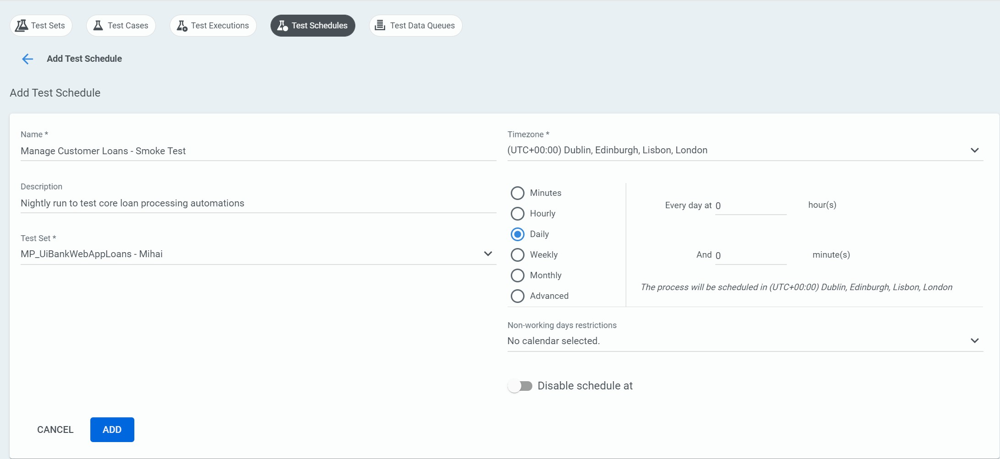 Test Sets
Test Cases
Test Executions
Test Schedules
Test Data Queues
Add Test Schedule
Add Test Schedule
Name *
Manage Customer Loans - Smoke Test
Description
Nightly run to test core loan processing automations
Test Set *
MP_UiBankWebAppLoans - Mihai
Timezone *
(UTC+00:00) Dublin, Edinburgh, Lisbon, London
Minutes
Hourly
Daily
Weekly
Monthly
Advanced
Every day at 0 hour(s)
And 0 minute(s)
The process will be scheduled in (UTC+00:00) Dublin, Edinburgh, Lisbon, London
Non-working days restrictions
No calendar selected.
Disable schedule at
CANCEL
ADD